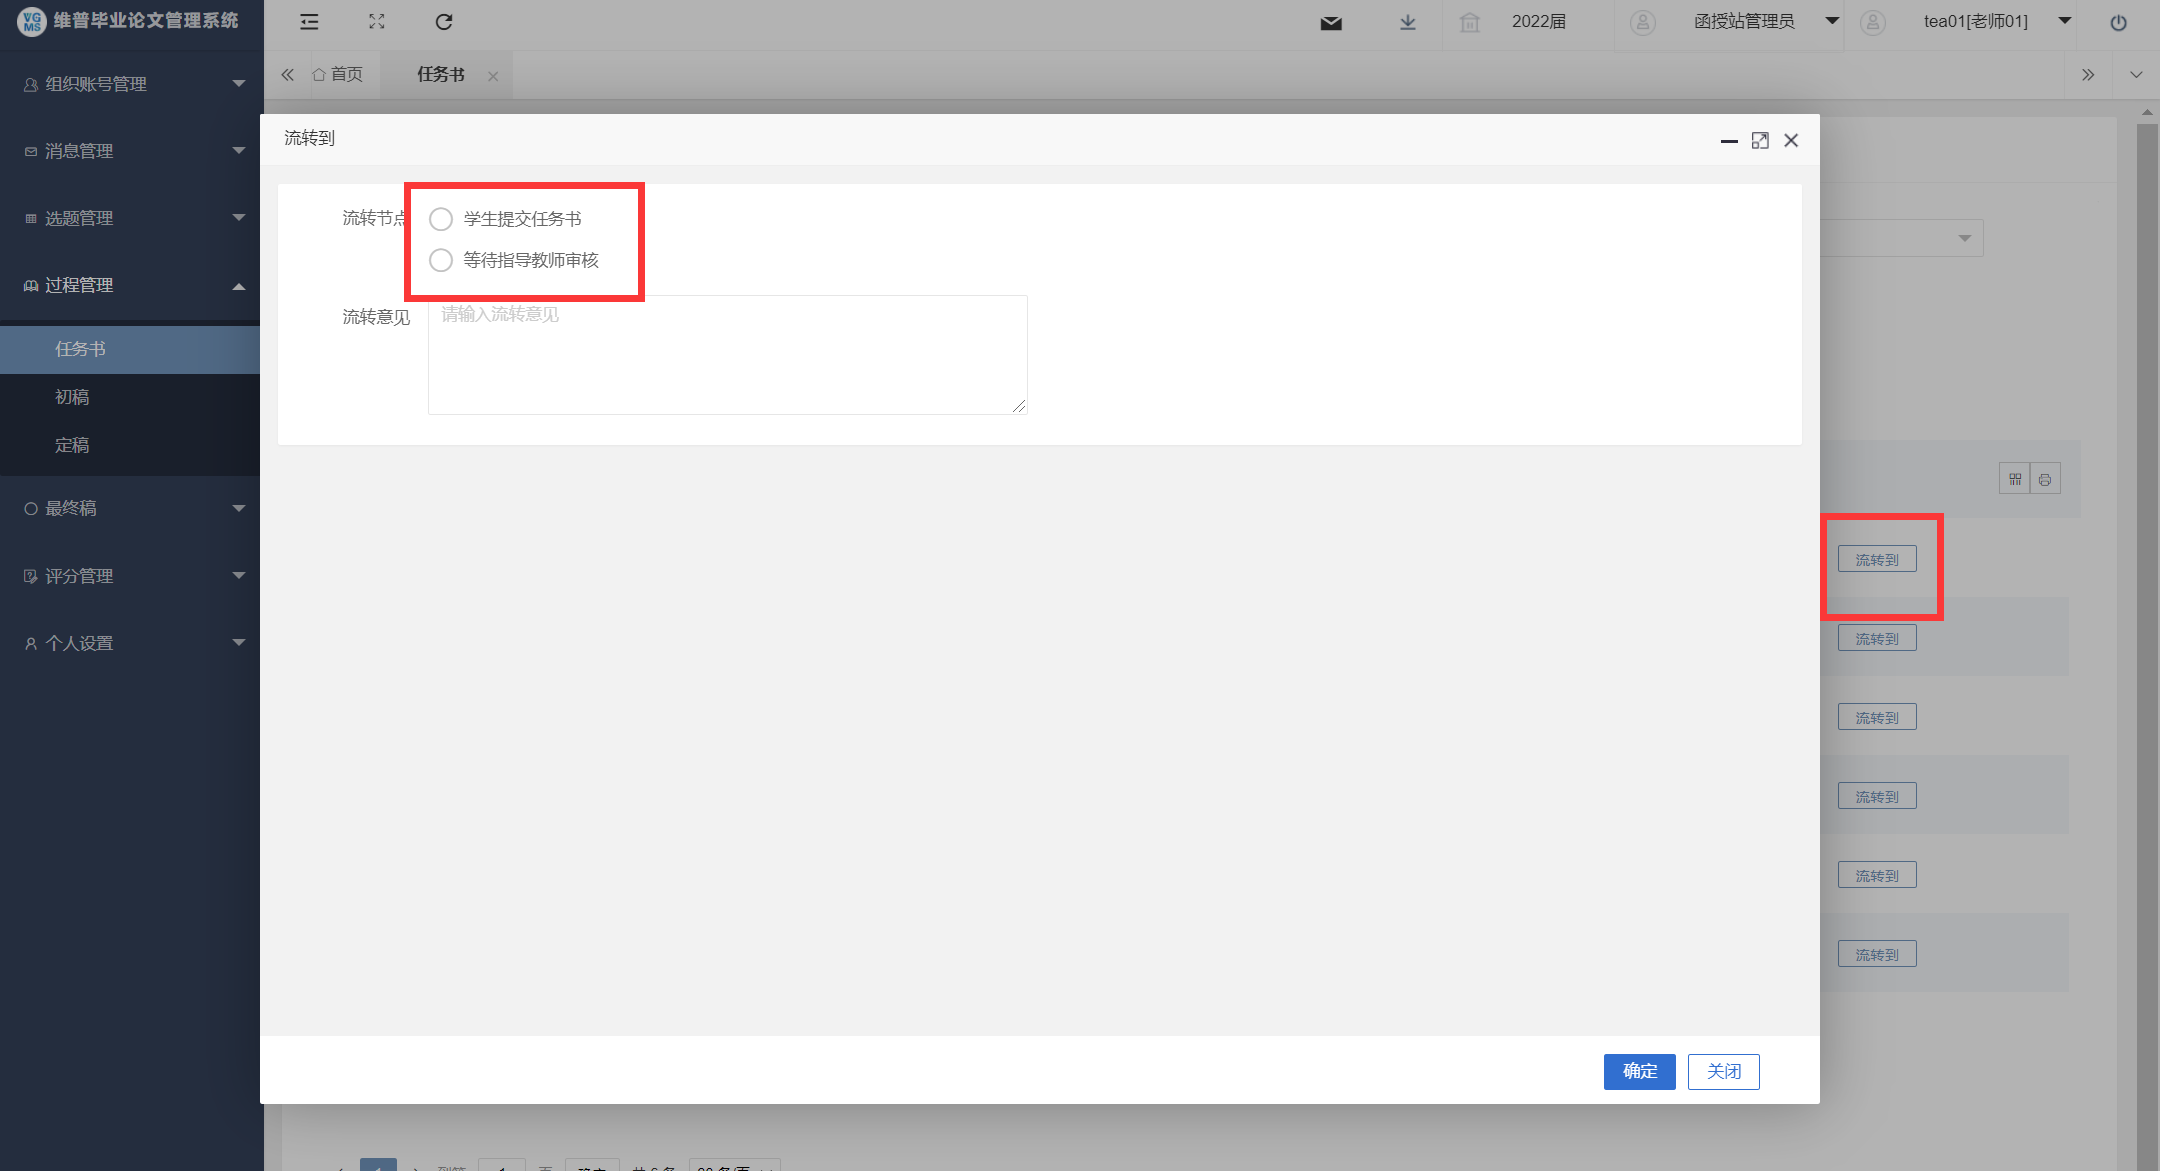 VGMS 维普毕业论文管理系统
2022届 函授站管理员 tea01[老师01]
首页 任务书
组织账号管理
消息管理
选题管理
过程管理
任务书
初稿
定稿
最终稿
评分管理
个人设置
流转到
流转节点 学生提交任务书
等待指导教师审核
流转意见 请输入流转意见
流转到
流转到
流转到
流转到
流转到
流转到
确定 关闭